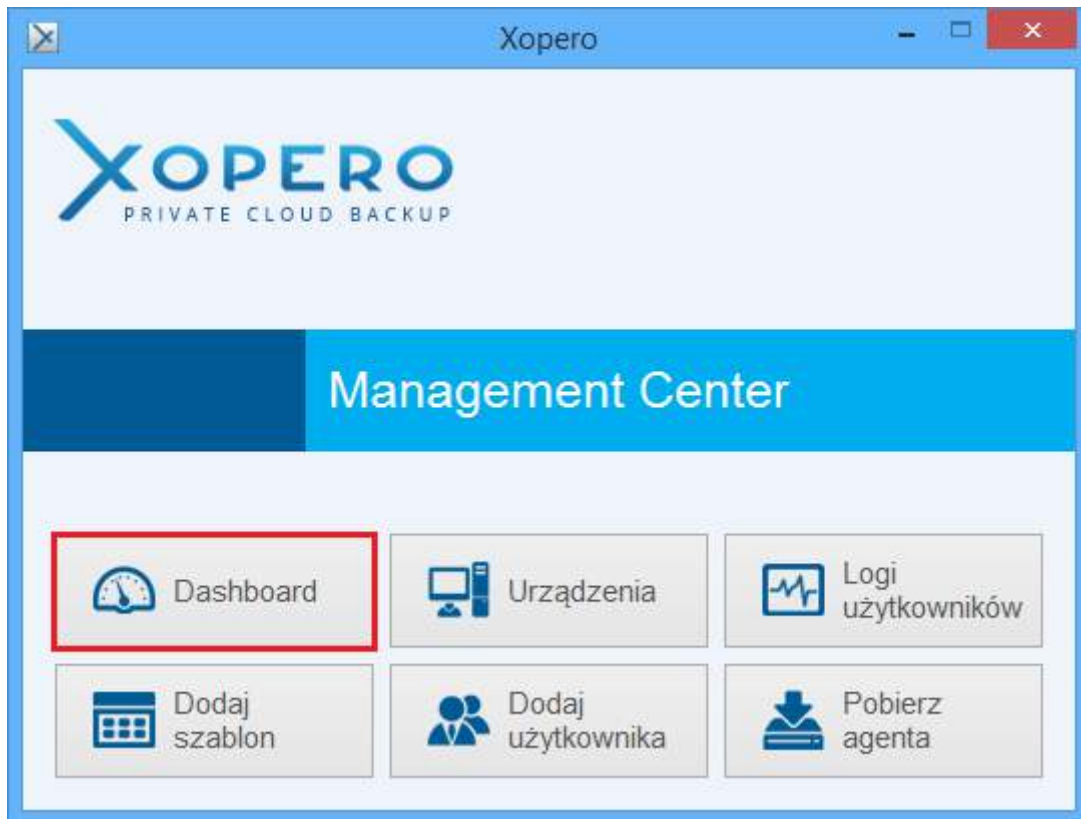 Xopero
XOPERO
PRIVATE CLOUD BACKUP
Management Center
Dashboard
Urządzenia
Logi
użytkowników
Dodaj
szablon
Dodaj
użytkownika
Pobierz
agenta